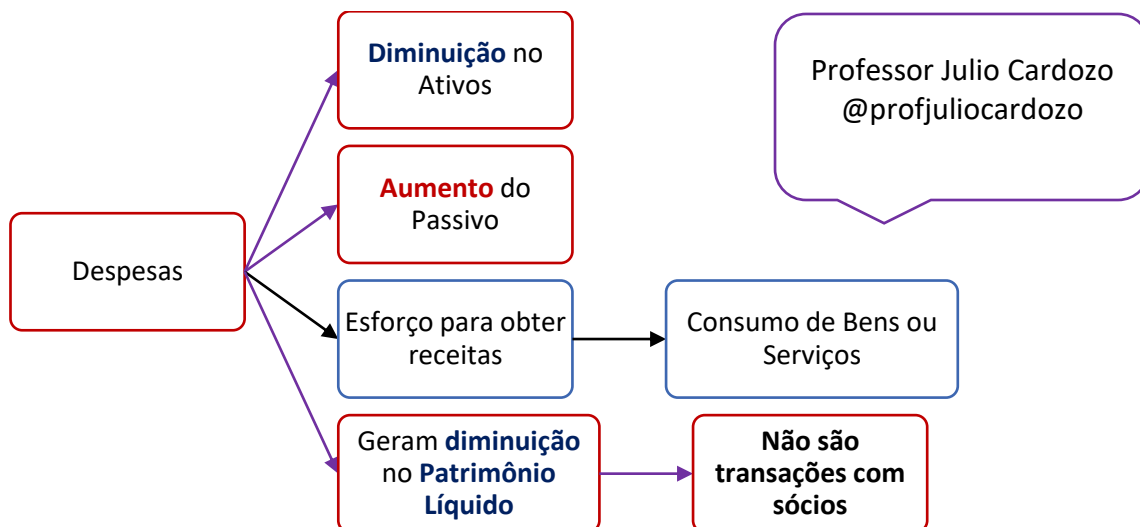 Diminuição no
Ativos
Professor Julio Cardozo
@profjuliocardozo
Aumento do
Passivo
Despesas
Esforço para obter
receitas
Consumo de Bens ou
Serviços
Geram diminuição
no Patrimônio
Líquido
Não são
transações com
sócios